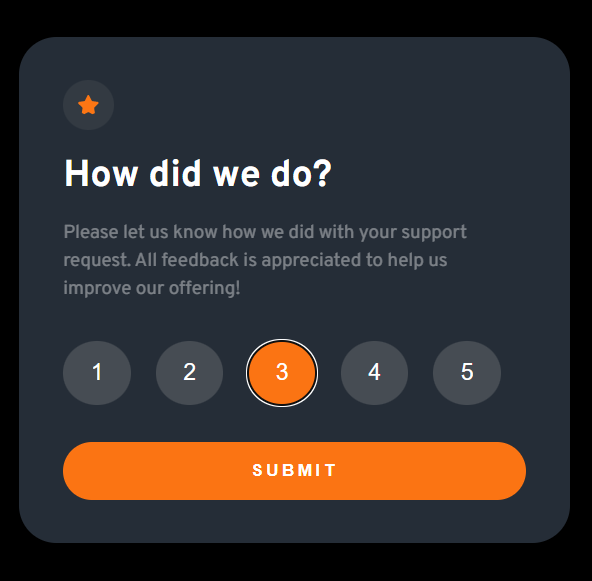 How did we do?
Please let us know how we did with your support
request. All feedback is appreciated to help us
improve our offering!
1 2 3 4 5
SUBMIT